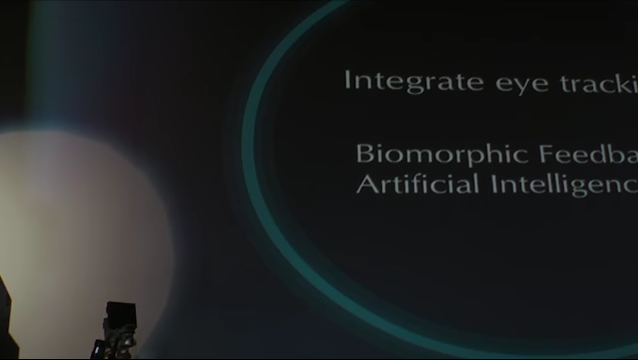 Integrate eye tracki
Biomorphic Feedba
Artificial Intelligenc